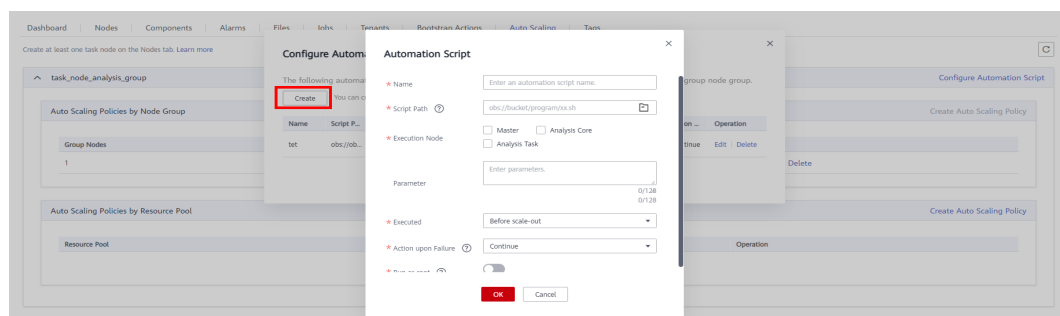 Dashboard Nodes Components Alarms Files Jobs Tenants Bootstrap Actions Auto Scaling Tags
Create at least one task node on the Nodes tab. Learn more
task_node_analysis_group
Configure Automation Script
Auto Scaling Policies by Node Group
Create Auto Scaling Policy
Group Nodes
1
Delete
Auto Scaling Policies by Resource Pool
Create Auto Scaling Policy
Resource Pool
Operation
Configure Autom
The following automa
group node group.
Create
You can c
Name Script P... on ... Operation
tet obs://ob... tinue Edit Delete
Automation Script
* Name Enter an automation script name.
* Script Path obs://bucket/program/xx.sh
* Execution Node Master Analysis Core
Analysis Task
Parameter Enter parameters.
0/128
0/128
* Executed Before scale-out
* Action upon Failure Continue
* Run as root
OK Cancel